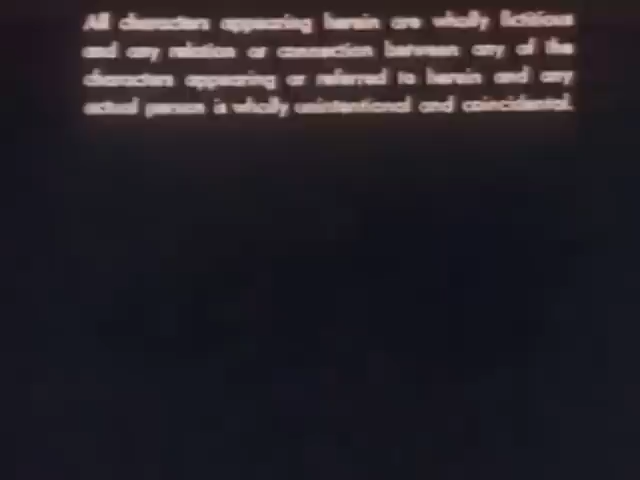 All characters appearing herein are wholly fictitious
and any relation or connection between any of the
characters appearing or referred to herein and any
actual person is wholly unintentional and coincidental.